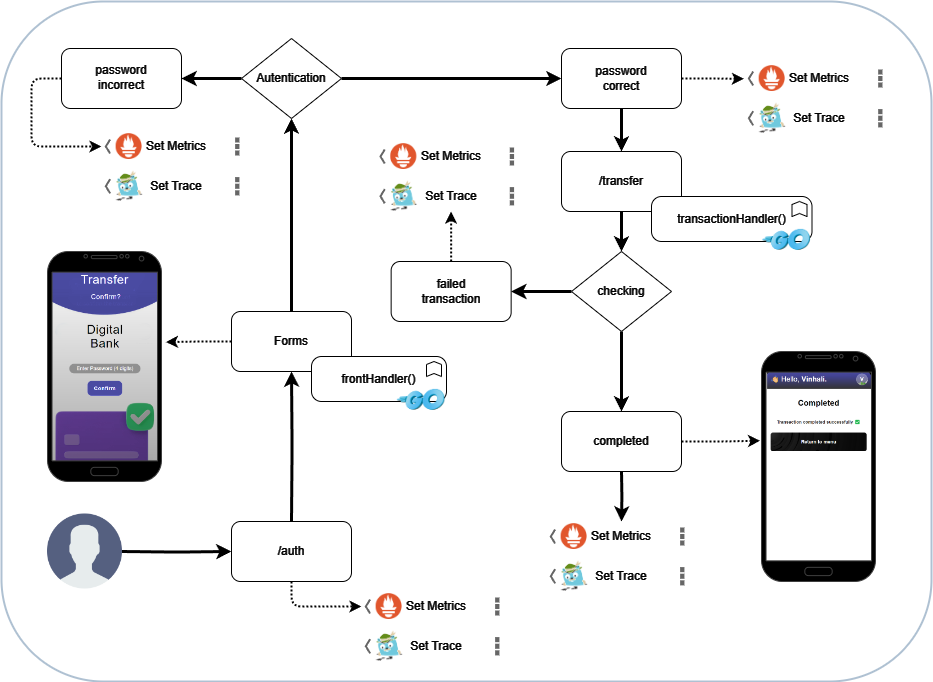 password
incorrect
Autentication
password
correct
Set Metrics
Set Trace
Set Metrics
Set Trace
Set Metrics
Set Trace
/transfer
transactionHandler()
GO
checking
failed
transaction
Transfer
Confirm?
Digital
Bank
Enter Password (4 digits)
Confirm
Forms
frontHandler()
GO
Hello, Vinhali.
V
Completed
Transaction completed successfully
Return to menu
completed
/auth
Set Metrics
Set Trace
Set Metrics
Set Trace